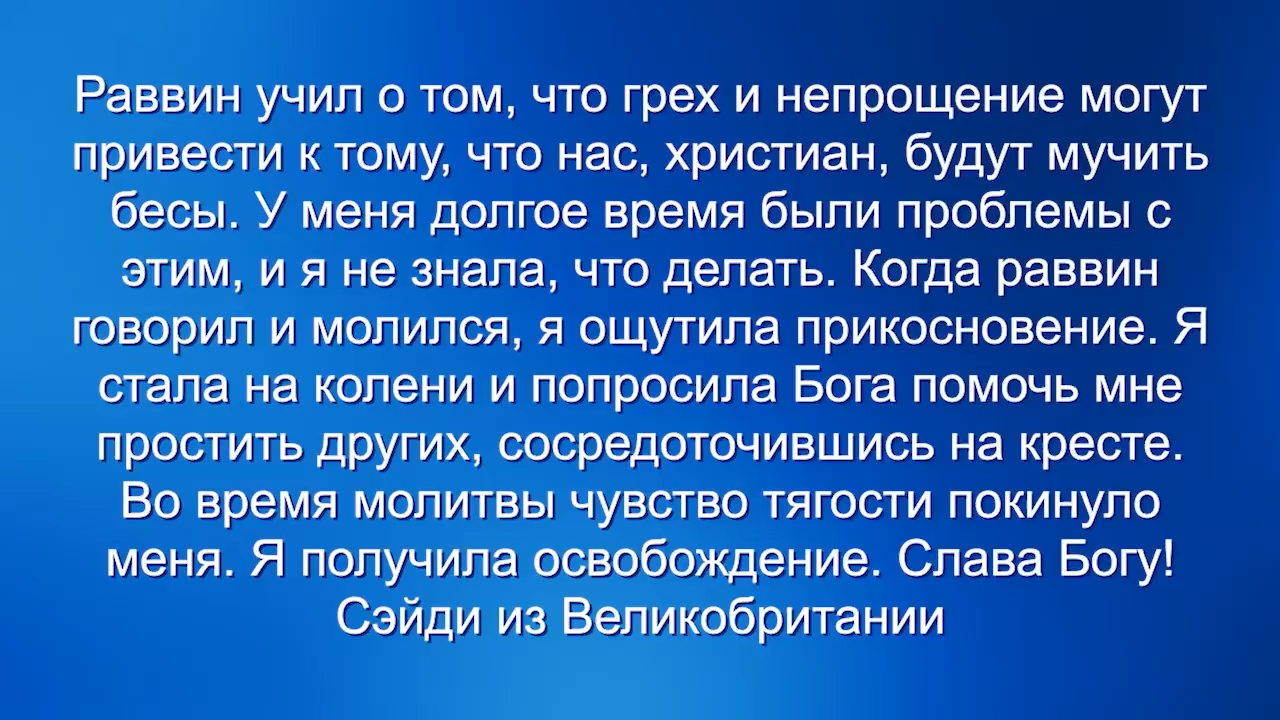 Раввин учил о том, что грех и непрощение могут
привести к тому, что нас, христиан, будут мучить
бесы. У меня долгое время были проблемы с
этим, и я не знала, что делать. Когда раввин
говорил и молился, я ощутила прикосновение. Я
стала на колени и попросила Бога помочь мне
простить других, сосредоточившись на кресте.
Во время молитвы чувство тягости покинуло
меня. Я получила освобождение. Слава Богу!
Сэйди из Великобритании